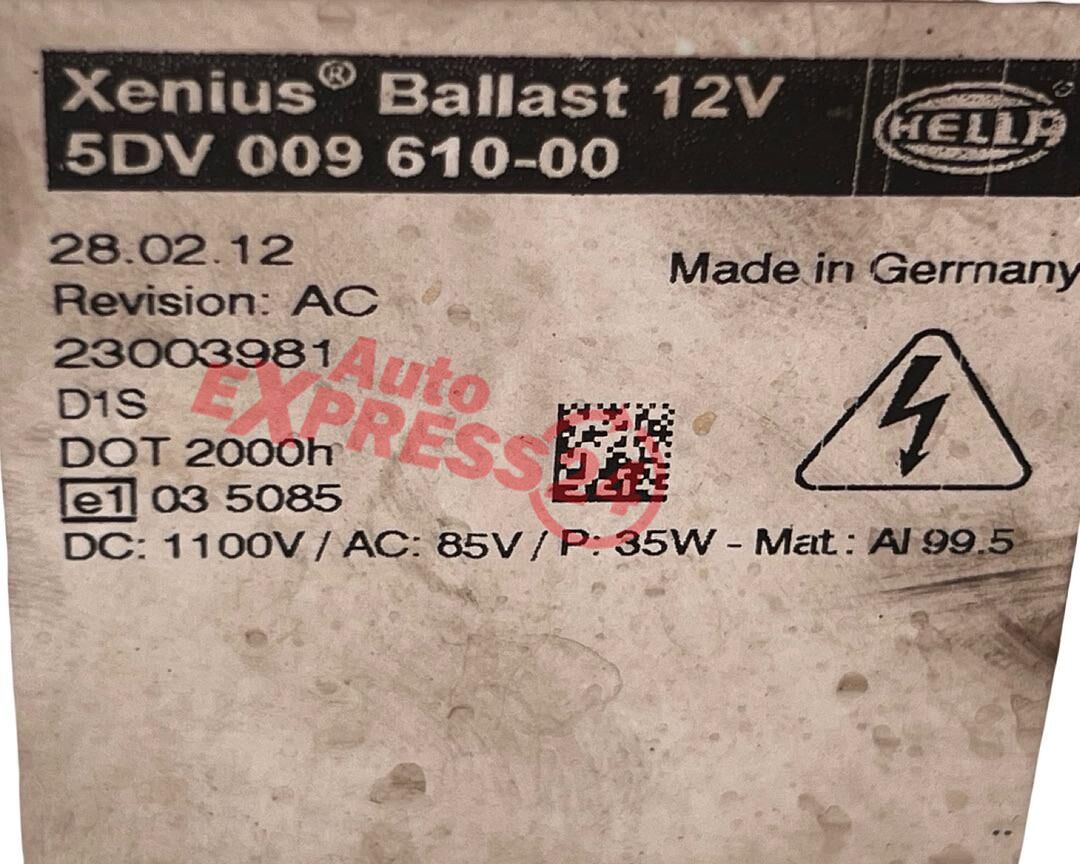 Xenius® Ballast 12V
5DV 009 610-00
HELLA
28.02.12
Made in Germany
Revision: AC
23003981
D1S
DOT 2000h
e1 03 5085
DC: 1100V / AC: 85V / P: 35W - Mat.: Al 99.5
Auto
EXPRESS24